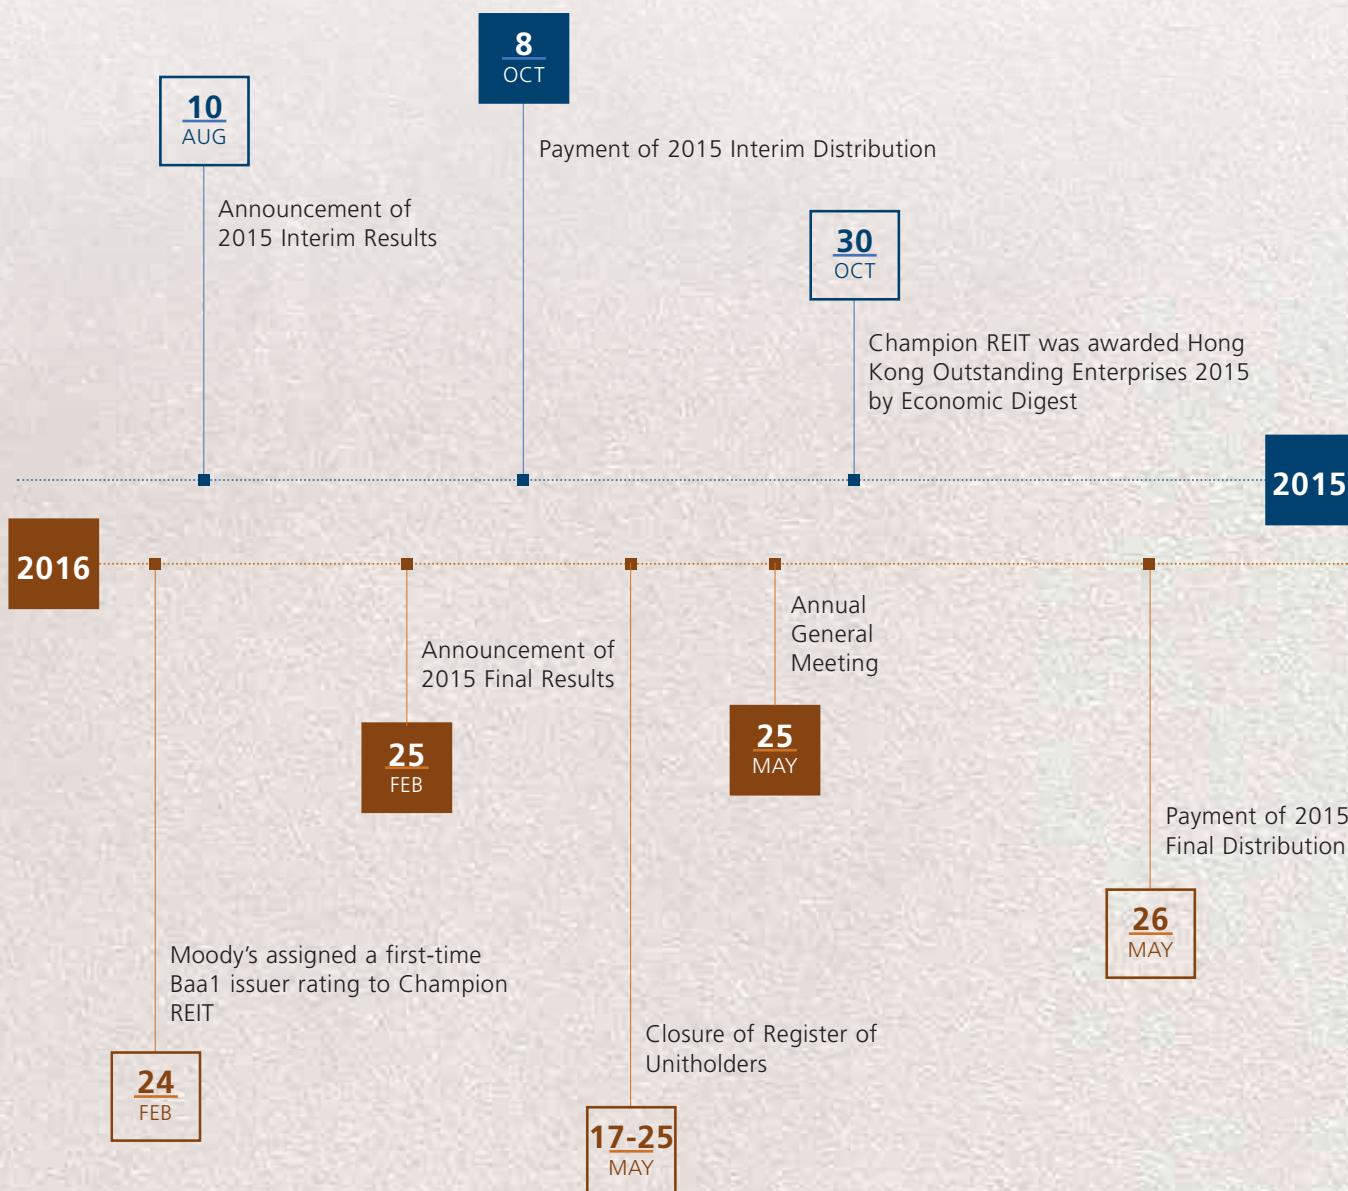 8
OCT
10
AUG
Payment of 2015 Interim Distribution
Announcement of
2015 Interim Results
30
OCT
Champion REIT was awarded Hong
Kong Outstanding Enterprises 2015
by Economic Digest
2015
2016
Annual
General
Meeting
Announcement of
2015 Final Results
25
MAY
25
FEB
Payment of 2015
Final Distribution
26
MAY
Moody’s assigned a first-time
Baa1 issuer rating to Champion
REIT
Closure of Register of
Unitholders
24
FEB
17-25
MAY